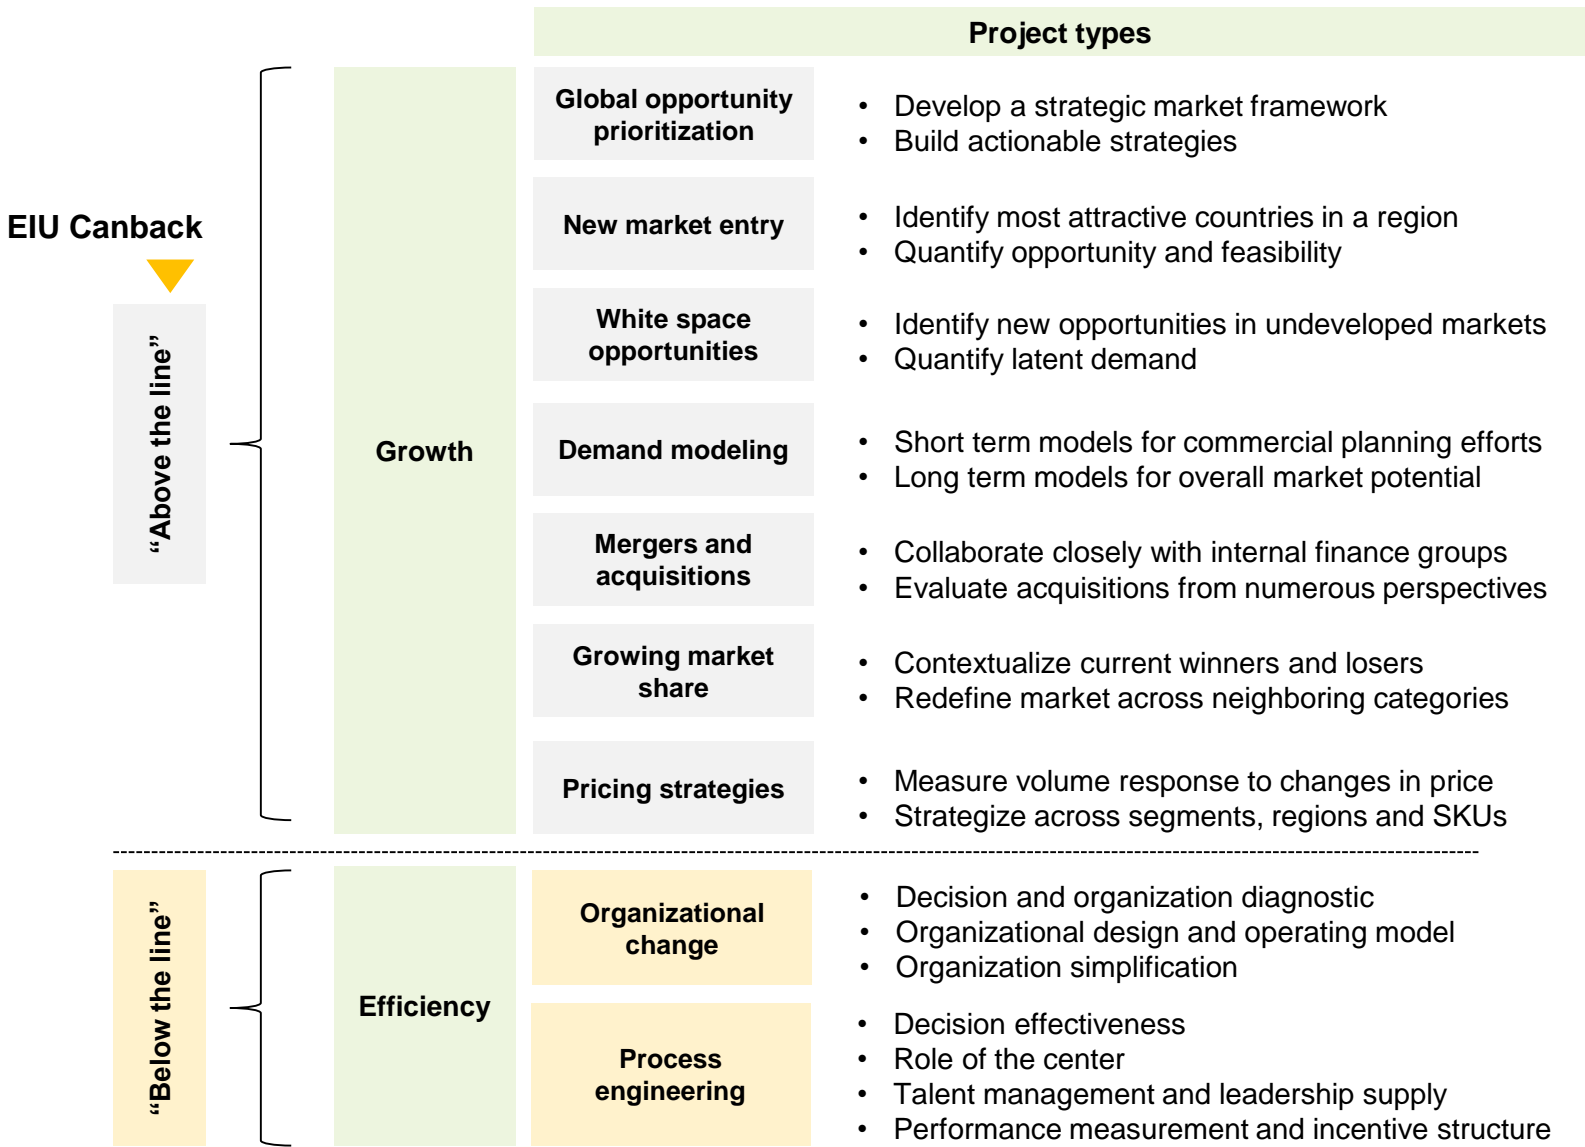 Project types
EIU Canback
“Above the line”
Growth
Global opportunity
prioritization
• Develop a strategic market framework
• Build actionable strategies
New market entry
• Identify most attractive countries in a region
• Quantify opportunity and feasibility
White space
opportunities
• Identify new opportunities in undeveloped markets
• Quantify latent demand
Demand modeling
• Short term models for commercial planning efforts
• Long term models for overall market potential
Mergers and
acquisitions
• Collaborate closely with internal finance groups
• Evaluate acquisitions from numerous perspectives
Growing market
share
• Contextualize current winners and losers
• Redefine market across neighboring categories
Pricing strategies
• Measure volume response to changes in price
• Strategize across segments, regions and SKUs
“Below the line”
Efficiency
Organizational
change
• Decision and organization diagnostic
• Organizational design and operating model
• Organization simplification
Process
engineering
• Decision effectiveness
• Role of the center
• Talent management and leadership supply
• Performance measurement and incentive structure